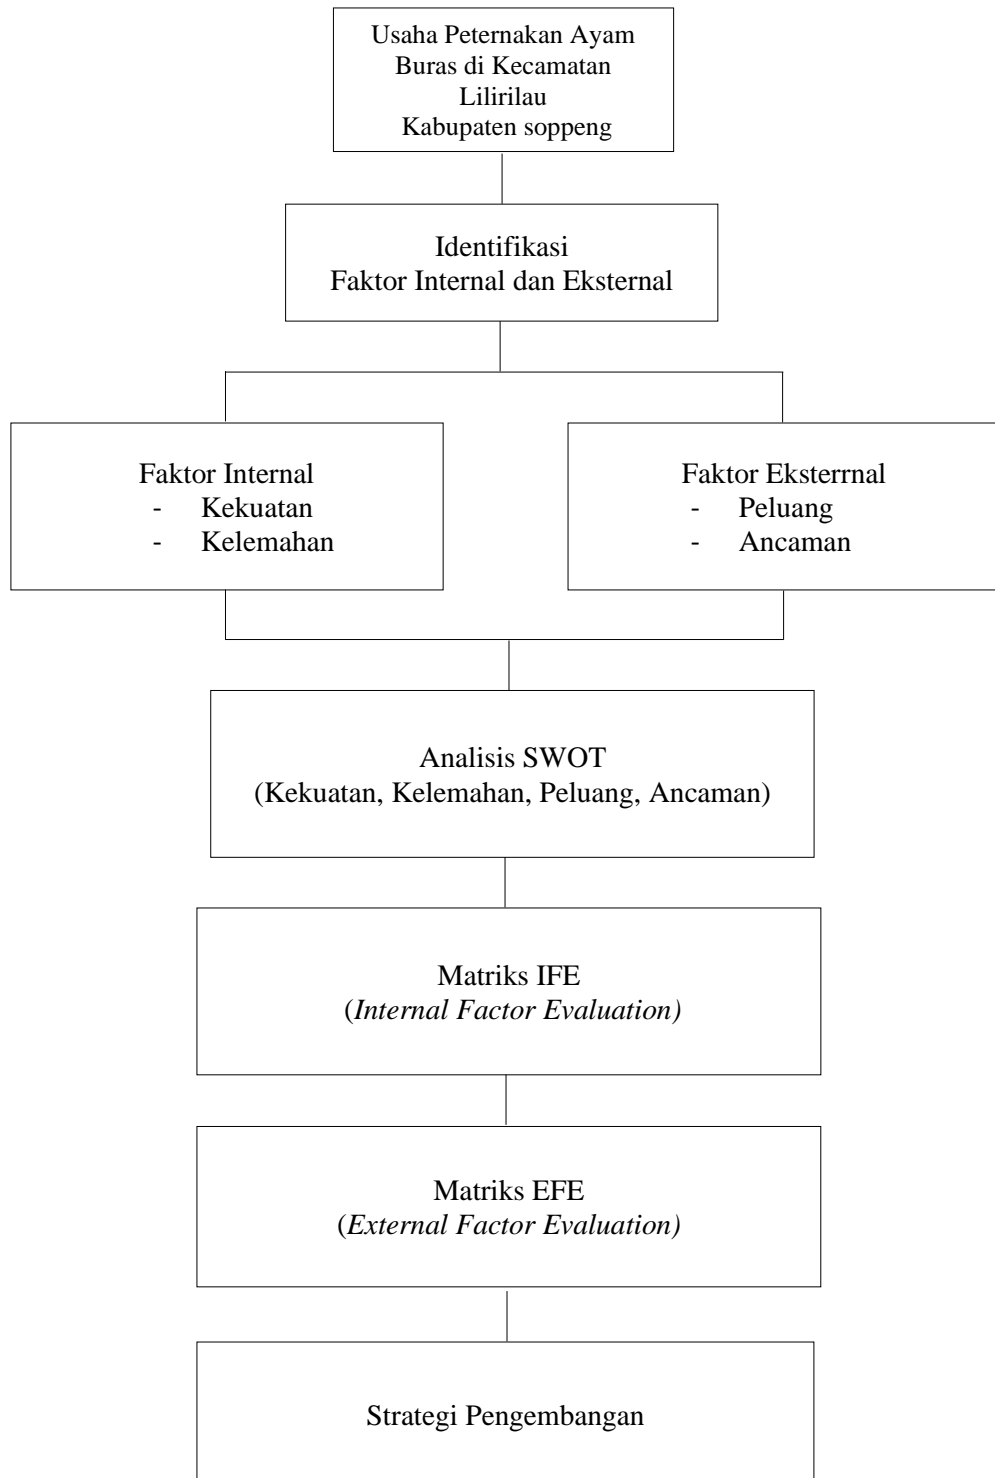 Usaha Peternakan Ayam
Buras di Kecamatan
Lilirilau
Kabupaten soppeng
Identifikasi
Faktor Internal dan Eksternal
Faktor Internal
- Kekuatan
- Kelemahan
Faktor Eksterrnal
- Peluang
- Ancaman
Analisis SWOT
(Kekuatan, Kelemahan, Peluang, Ancaman)
Matriks IFE
(Internal Factor Evaluation)
Matriks EFE
(External Factor Evaluation)
Strategi Pengembangan